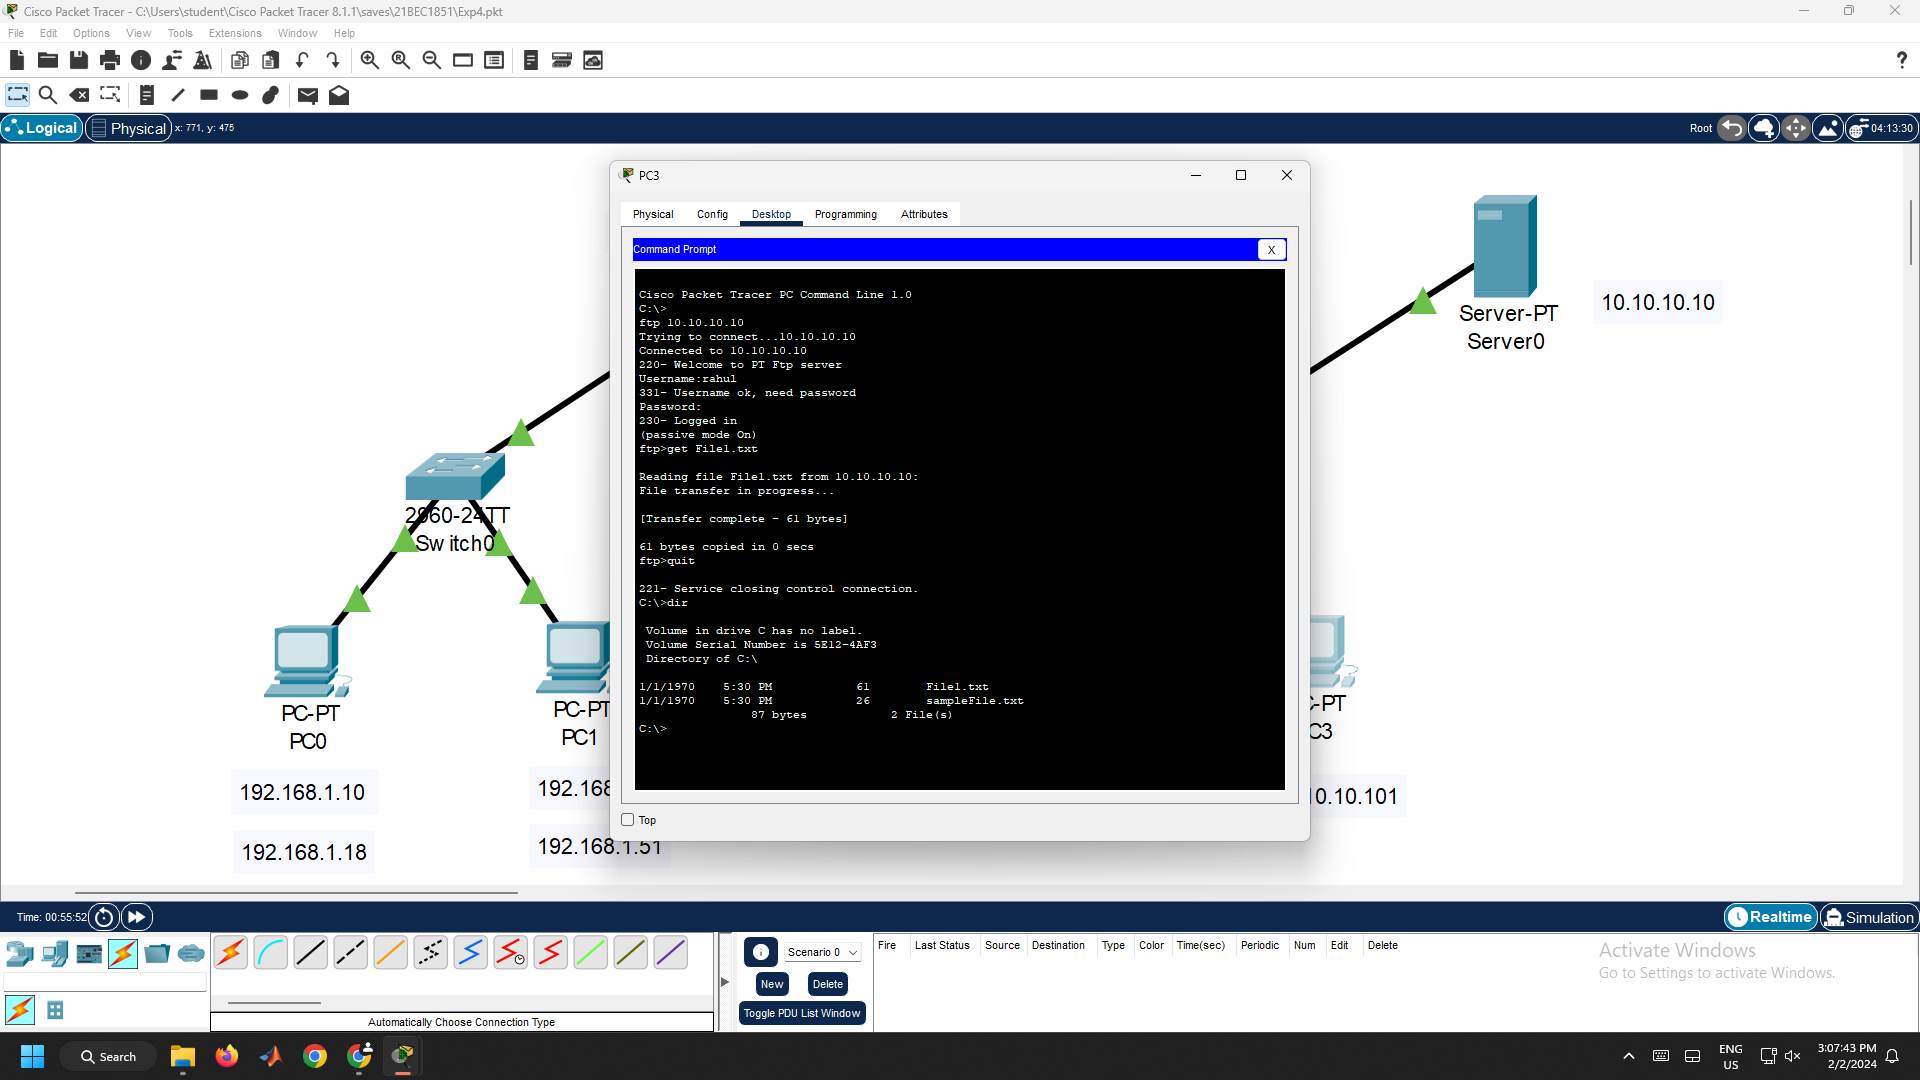 Cisco Packet Tracer - C:\Users\student\Cisco Packet Tracer 8.1.1\saves\21BEC1851\Exp4.pkt
File Edit Options View Tools Extensions Window Help
Logical Physical x: 771, y: 475 Root 04:13:30
PC3
Physical Config Desktop Programming Attributes
Command Prompt X
Cisco Packet Tracer PC Command Line 1.0
C:\>
ftp 10.10.10.10
Trying to connect...10.10.10.10
Connected to 10.10.10.10
220- Welcome to PT Ftp server
Username:rahul
331- Username ok, need password
Password:
230- Logged in
(passive mode On)
ftp>get File1.txt
Reading file File1.txt from 10.10.10.10:
File transfer in progress...
[Transfer complete - 61 bytes]
61 bytes copied in 0 secs
ftp>quit
221- Service closing control connection.
C:\>dir
Volume in drive C has no label.
Volume Serial Number is 5E12-4AF3
Directory of C:\
1/1/1970 5:30 PM 61 File1.txt
1/1/1970 5:30 PM 26 sampleFile.txt
87 bytes 2 File(s)
C:\>
Top
Server-PT
Server0
10.10.10.10
2960-24TT
Switch0
PC-PT
PC0
192.168.1.10
192.168.1.18
PC-PT
PC1
192.168
192.168.1.51
-PT
C3
0.10.101
Time: 00:55:52 Realtime Simulation
Scenario 0
New Delete
Toggle PDU List Window
Fire Last Status Source Destination Type Color Time(sec) Periodic Num Edit Delete
Activate Windows
Go to Settings to activate Windows.
Automatically Choose Connection Type
Search
ENG
US
3:07:43 PM
2/2/2024